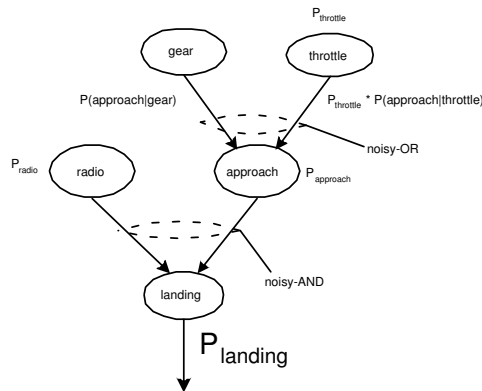 P_throttle
gear
throttle
P(approach|gear)
P_throttle * P(approach|throttle)
noisy-OR
P_radio
radio
approach
P_approach
noisy-AND
landing
P_landing